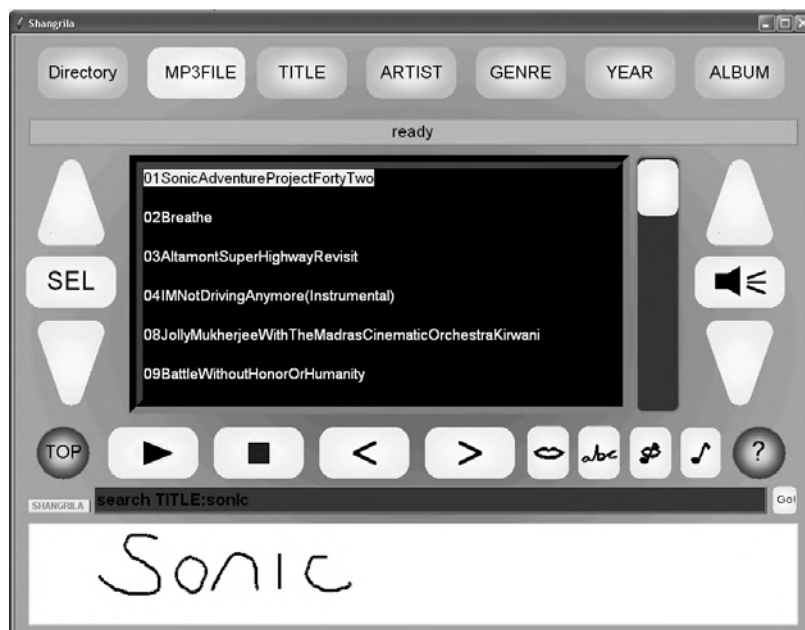 Shangrila
Directory MP3FILE TITLE ARTIST GENRE YEAR ALBUM
ready
01SonicAdventureProjectFortyTwo
02Breathe
03AltamontSuperHighwayRevisit
SEL
04IMNotDrivingAnymore(Instrumental)
08JollyMukherjeeWithTheMadrasCinematicOrchestraKirwani
09BattleWithoutHonorOrHumanity
TOP < > abc ?
SHANGRILA search TITLE:sonIc Go!
SonIc